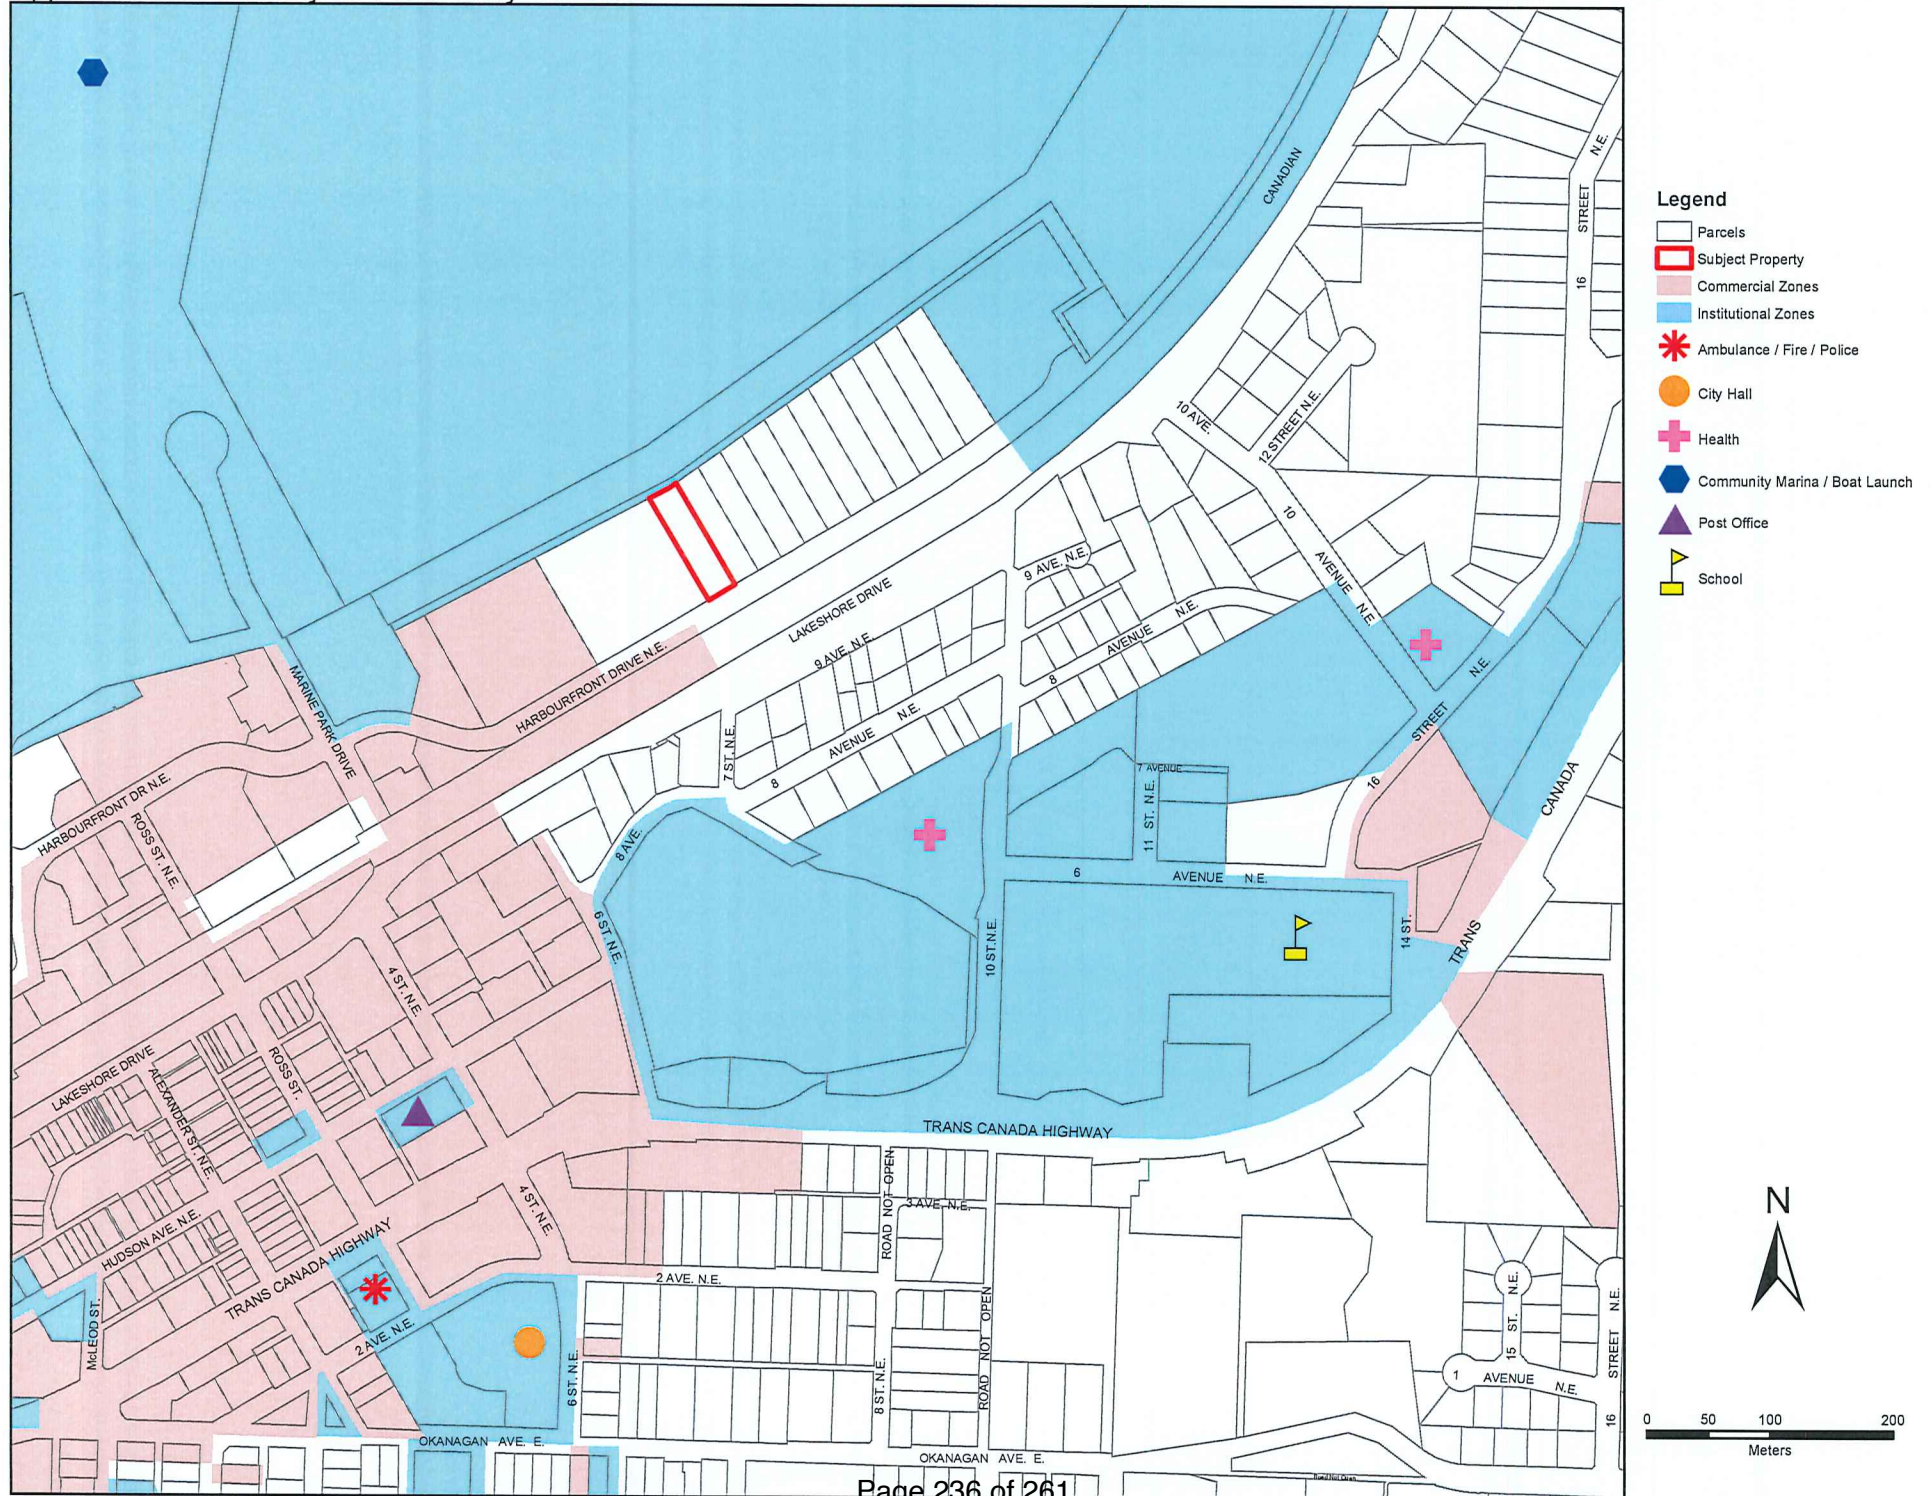 CANADIAN
N.E.
STREET
16
10 AVE.
12 STREET N.E.
10
AVENUE
N.E.
9 AVE. N.E.
LAKESHORE DRIVE
9 AVE. N.E.
8 AVENUE N.E.
8 AVENUE N.E.
HARBOURFRONT DRIVE N.E.
MARINE PARK DRIVE
HARBOURFRONT DR N.E.
ROSS ST. N.E.
7 ST. N.E.
8 AVE.
6 ST. N.E.
7 AVENUE
11 ST. N.E.
6 AVENUE N.E.
10 ST. N.E.
14 ST.
16 STREET N.E.
TRANS
CANADA
4 ST. N.E.
LAKESHORE DRIVE
ALEXANDER ST. N.E.
ROSS ST.
HUDSON AVE. N.E.
TRANS CANADA HIGHWAY
TRANS CANADA HIGHWAY
4 ST. N.E.
McLEOD ST.
2 AVE. N.E.
2 AVE. N.E.
3 AVE. N.E.
ROAD NOT OPEN
ROAD NOT OPEN
6 ST. N.E.
8 ST. N.E.
OKANAGAN AVE. E.
OKANAGAN AVE. E.
Road Not Open
15 ST. N.E.
1 AVENUE N.E.
16 STREET N.E.
Page 236 of 261
Legend
Parcels
Subject Property
Commercial Zones
Institutional Zones
Ambulance / Fire / Police
City Hall
Health
Community Marina / Boat Launch
Post Office
School
N
0 50 100 200
Meters